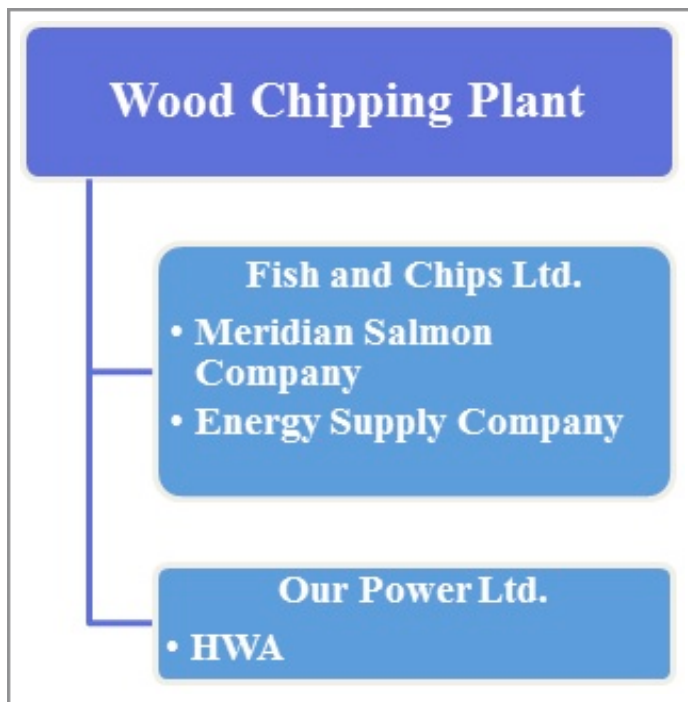 Wood Chipping Plant
Fish and Chips Ltd.
• Meridian Salmon
Company
• Energy Supply Company
Our Power Ltd.
• HWA